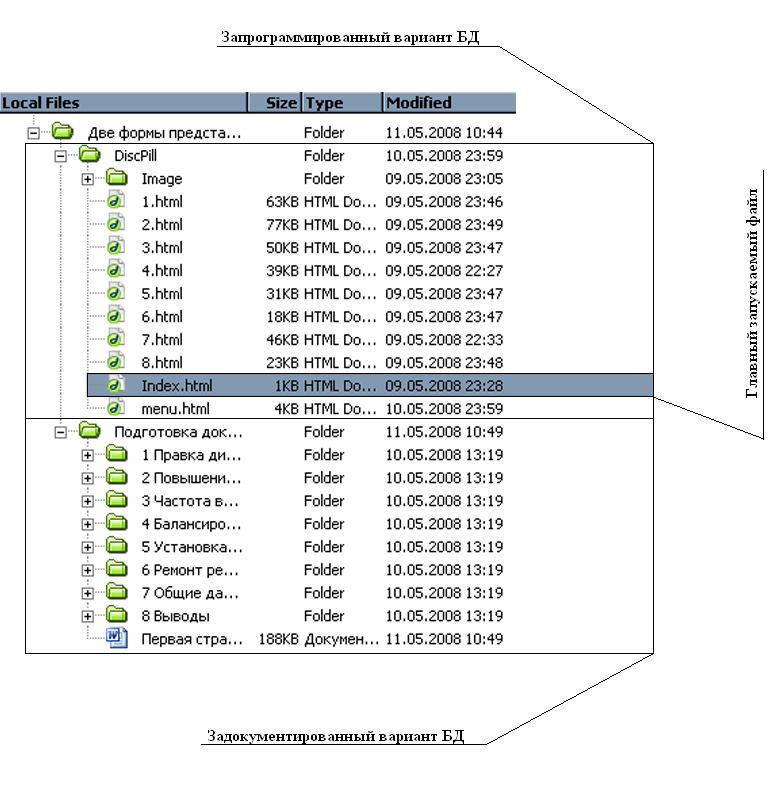 Запрограммированный вариант БД
Local Files Size Type Modified
Две формы предста... Folder 11.05.2008 10:44
DiscPill Folder 10.05.2008 23:59
Image Folder 09.05.2008 23:05
1.html 63KB HTML Do... 09.05.2008 23:46
2.html 77KB HTML Do... 09.05.2008 23:49
3.html 50KB HTML Do... 09.05.2008 23:47
4.html 39KB HTML Do... 09.05.2008 22:27
5.html 31KB HTML Do... 09.05.2008 23:47
6.html 18KB HTML Do... 09.05.2008 23:47
7.html 46KB HTML Do... 09.05.2008 22:33
8.html 23KB HTML Do... 09.05.2008 23:48
Index.html 1KB HTML Do... 09.05.2008 23:28
menu.html 4KB HTML Do... 10.05.2008 23:59
Подготовка док... Folder 11.05.2008 10:49
1 Правка ди... Folder 10.05.2008 13:19
2 Повышени... Folder 10.05.2008 13:19
3 Частота в... Folder 10.05.2008 13:19
4 Балансиро... Folder 10.05.2008 13:19
5 Установка... Folder 10.05.2008 13:19
6 Ремонт ре... Folder 10.05.2008 13:19
7 Общие да... Folder 10.05.2008 13:19
8 Выводы Folder 10.05.2008 13:19
Первая стра... 188KB Докумен... 11.05.2008 10:49
Главный запускаемый файл
Задокументированный вариант БД